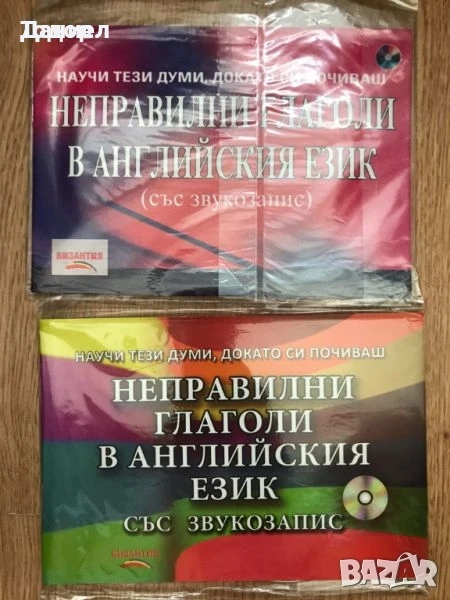 НАУЧИ ТЕЗИ ДУМИ, ДОКАТО СИ ПОЧИВАШ
НЕПРАВИЛНИ ГЛАГОЛИ
В АНГЛИЙСКИЯ ЕЗИК
(със звукозапис)
ВИЗАНТИЯ
НАУЧИ ТЕЗИ ДУМИ, ДОКАТО СИ ПОЧИВАШ
НЕПРАВИЛНИ
ГЛАГОЛИ
В АНГЛИЙСКИЯ
ЕЗИК
СЪС ЗВУКОЗАПИС
ВИЗАНТИЯ
BAZAR